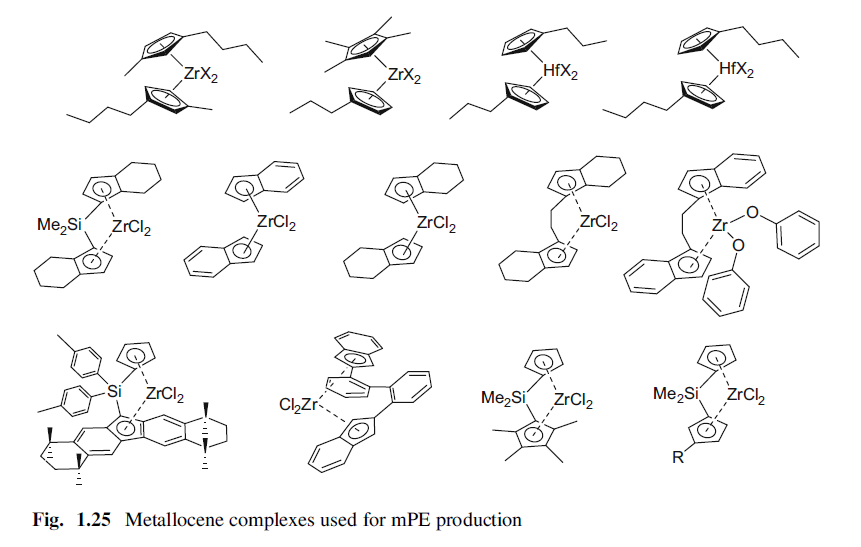 ZrX2 ZrX2 HfX2 HfX2
Me2Si ZrCl2 ZrCl2 ZrCl2 ZrCl2 Zr O O
Si ZrCl2 Cl2Zr Me2Si ZrCl2 Me2Si ZrCl2
R
Fig. 1.25 Metallocene complexes used for mPE production